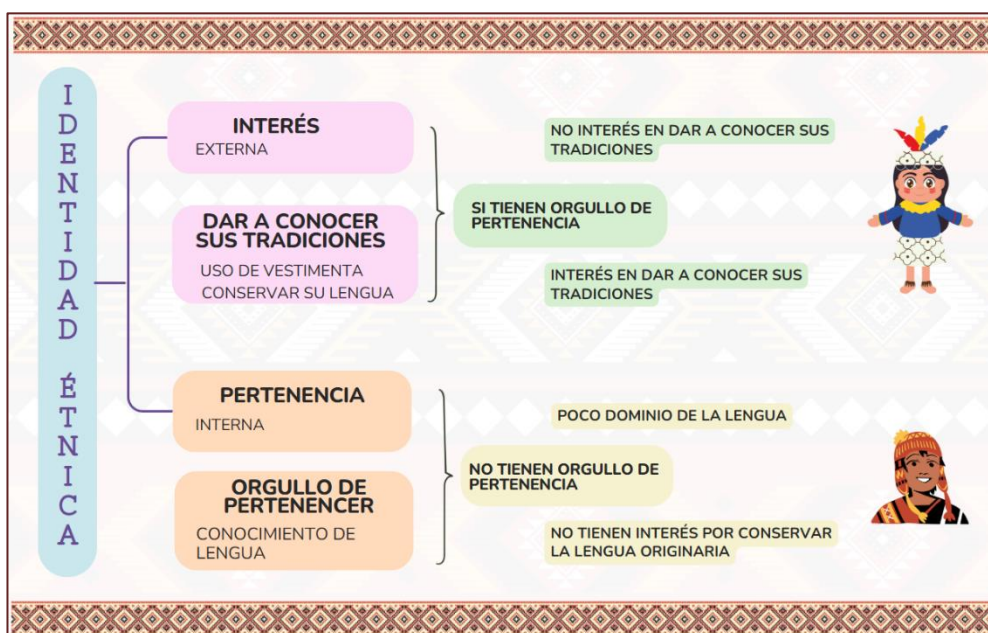 IDENTIDAD ÉTNICA
INTERÉS
EXTERNA
DAR A CONOCER
SUS TRADICIONES
USO DE VESTIMENTA
CONSERVAR SU LENGUA
NO INTERÉS EN DAR A CONOCER SUS
TRADICIONES
SI TIENEN ORGULLO DE
PERTENENCIA
INTERÉS EN DAR A CONOCER SUS
TRADICIONES
PERTENENCIA
INTERNA
ORGULLO DE
PERTENENCER
CONOCIMIENTO DE
LENGUA
POCO DOMINIO DE LA LENGUA
NO TIENEN ORGULLO DE
PERTENENCIA
NO TIENEN INTERÉS POR CONSERVAR
LA LENGUA ORIGINARIA